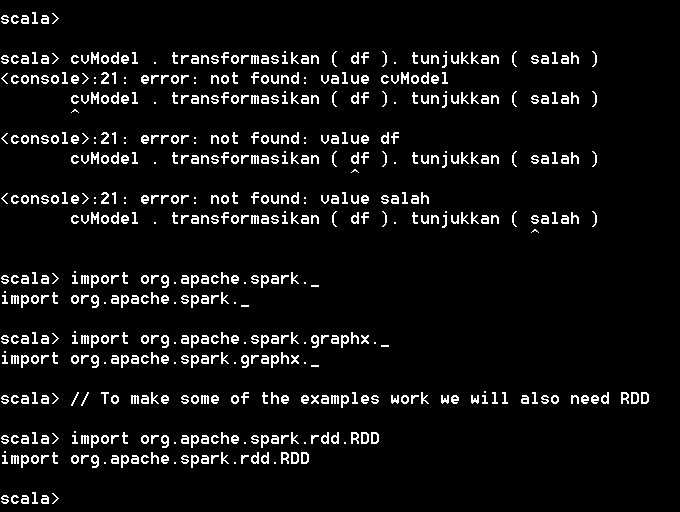 scala>
scala> cvModel . transformasikan ( df ). tunjukkan ( salah )
<console>:21: error: not found: value cvModel
cvModel . transformasikan ( df ). tunjukkan ( salah )
^
<console>:21: error: not found: value df
cvModel . transformasikan ( df ). tunjukkan ( salah )
^
<console>:21: error: not found: value salah
cvModel . transformasikan ( df ). tunjukkan ( salah )
^
scala> import org.apache.spark._
import org.apache.spark._
scala> import org.apache.spark.graphx._
import org.apache.spark.graphx._
scala> // To make some of the examples work we will also need RDD
scala> import org.apache.spark.rdd.RDD
import org.apache.spark.rdd.RDD
scala>